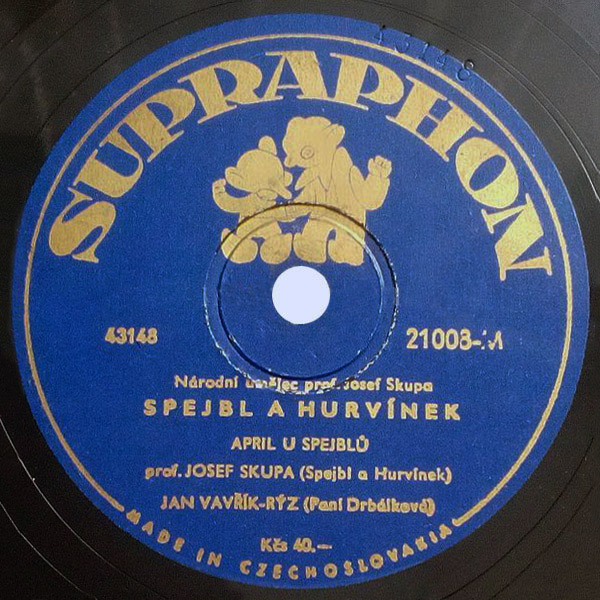 43148
SUPRAPHON
43148
21008-M
Národní umělec prof. Josef Skupa
SPEJBL A HURVÍNEK
APRIL U SPEJBLŮ
prof. JOSEF SKUPA (Spejbl a Hurvínek)
JAN VAVŘÍK-RÝZ (Paní Drbálková)
Kčs 40.—
MADE IN CZECHOSLOVAKIA